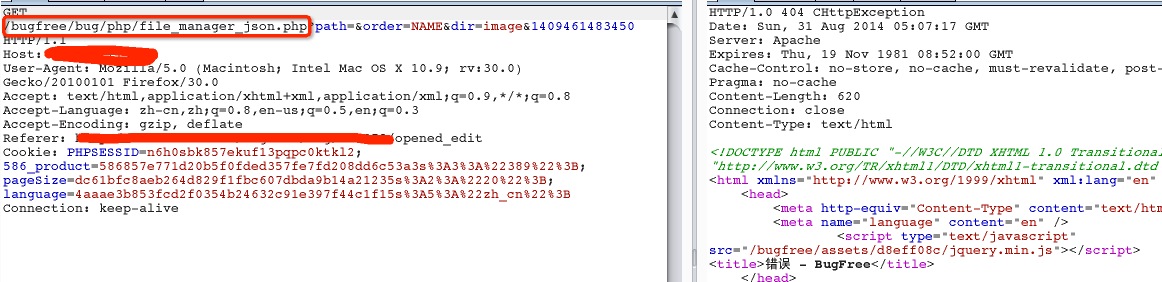 GET
/bugfree/bug/php/file_manager_json.php?path=&order=NAME&dir=image&1409461483450
HTTP/1.1
Host:
User-Agent: Mozilla/5.0 (Macintosh; Intel Mac OS X 10.9; rv:30.0)
Gecko/20100101 Firefox/30.0
Accept: text/html,application/xhtml+xml,application/xml;q=0.9,*/*;q=0.8
Accept-Language: zh-cn,zh;q=0.8,en-us;q=0.5,en;q=0.3
Accept-Encoding: gzip, deflate
Referer: /opened_edit
Cookie: PHPSESSID=n6h0sbk857ekuf13pqpc0ktkl2;
586_product=586857e771d20b5f0fded357fe7fd208dd6c53a3s%3A3%3A%22389%22%3B;
pageSize=dc61bfc8aeb264d829f1fbc607dbda9b14a21235s%3A2%3A%2220%22%3B;
language=4aaae3b853fcd2f0354b24632c91e397f44c1f15s%3A5%3A%22zh_cn%22%3B
Connection: keep-alive
HTTP/1.0 404 CHttpException
Date: Sun, 31 Aug 2014 05:07:17 GMT
Server: Apache
Expires: Thu, 19 Nov 1981 08:52:00 GMT
Cache-Control: no-store, no-cache, must-revalidate, post-
Pragma: no-cache
Content-Length: 620
Connection: close
Content-Type: text/html
<!DOCTYPE html PUBLIC "-//W3C//DTD XHTML 1.0 Transitional
"http://www.w3.org/TR/xhtml1/DTD/xhtml1-transitional.dtd
<html xmlns="http://www.w3.org/1999/xhtml" xml:lang="en"
<head>
<meta http-equiv="Content-Type" content="text/htm
<meta name="language" content="en" />
<script type="text/javascript"
src="/bugfree/assets/d8eff08c/jquery.min.js"></script>
<title>错误 - BugFree</title>
</head>